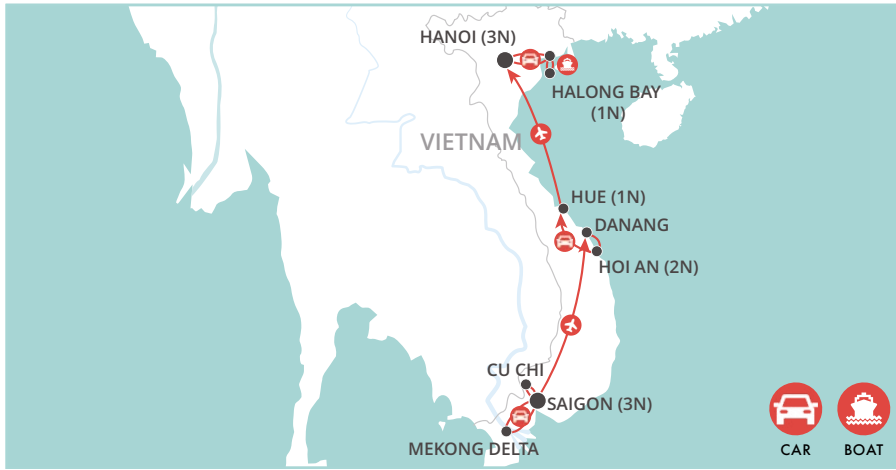 HANOI (3N)
HALONG BAY
(1N)
VIETNAM
HUE (1N)
DANANG
HOI AN (2N)
CU CHI
SAIGON (3N)
MEKONG DELTA
CAR
BOAT